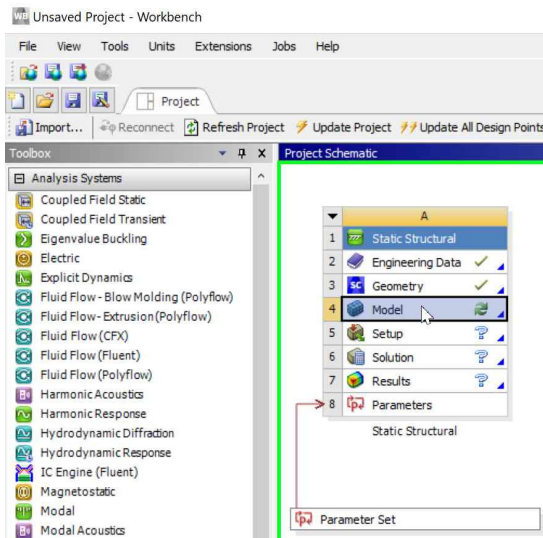 WB Unsaved Project - Workbench
File View Tools Units Extensions Jobs Help
Project
Import... Reconnect Refresh Project Update Project Update All Design Points
Toolbox
Analysis Systems
Coupled Field Static
Coupled Field Transient
Eigenvalue Buckling
Electric
Explicit Dynamics
Fluid Flow - Blow Molding (Polyflow)
Fluid Flow - Extrusion (Polyflow)
Fluid Flow (CFX)
Fluid Flow (Fluent)
Fluid Flow (Polyflow)
Harmonic Acoustics
Harmonic Response
Hydrodynamic Diffraction
Hydrodynamic Response
IC Engine (Fluent)
Magnetostatic
Modal
Modal Acoustics
Project Schematic
A
1 Static Structural
2 Engineering Data
3 SC Geometry
4 Model
5 Setup ?
6 Solution ?
7 Results ?
8 Parameters
Static Structural
Parameter Set